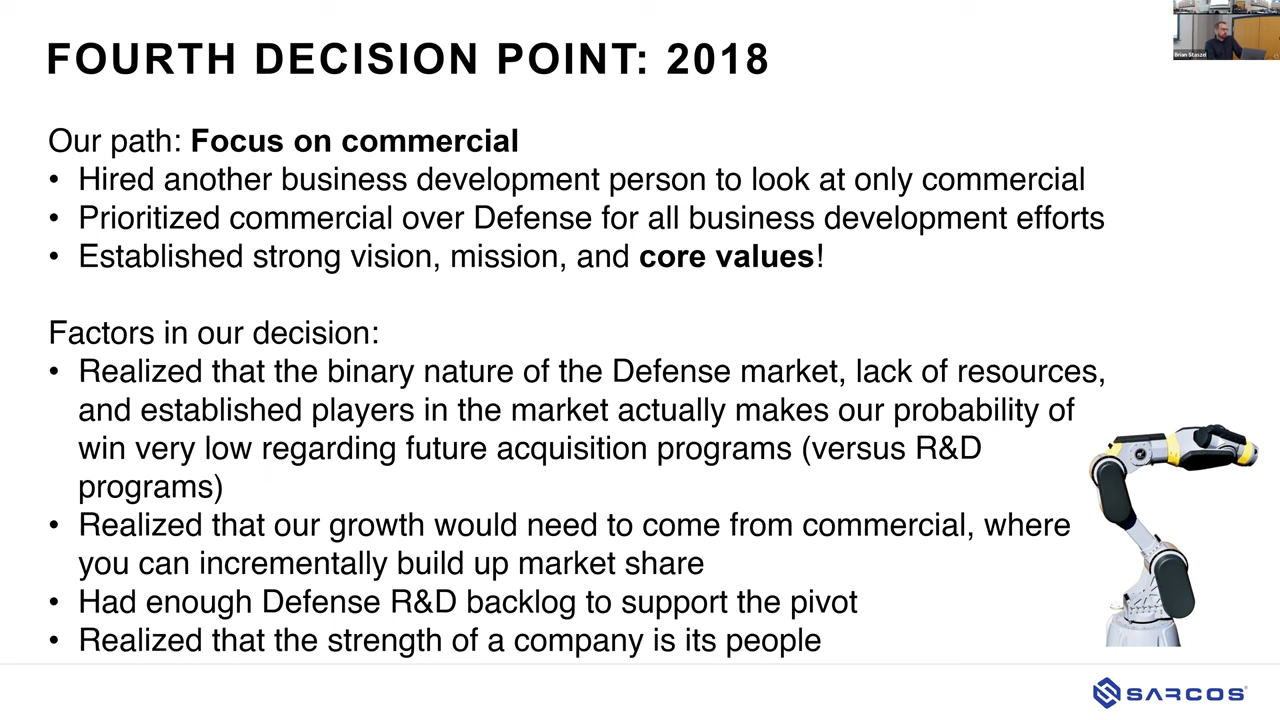 FOURTH DECISION POINT: 2018
Brian Staszel
Our path: Focus on commercial
• Hired another business development person to look at only commercial
• Prioritized commercial over Defense for all business development efforts
• Established strong vision, mission, and core values!
Factors in our decision:
• Realized that the binary nature of the Defense market, lack of resources,
and established players in the market actually makes our probability of
win very low regarding future acquisition programs (versus R&D
programs)
• Realized that our growth would need to come from commercial, where
you can incrementally build up market share
• Had enough Defense R&D backlog to support the pivot
• Realized that the strength of a company is its people
SARCOS